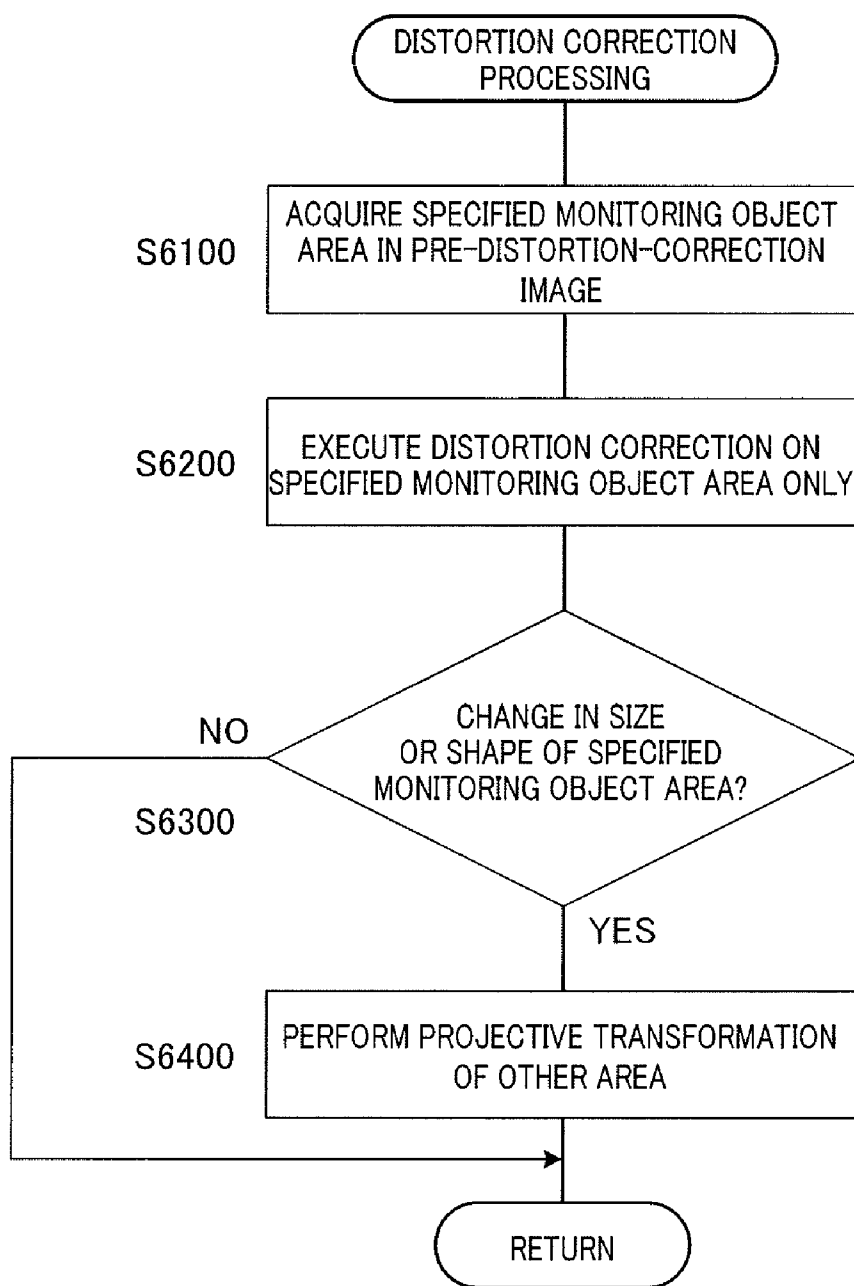 DISTORTION CORRECTION
PROCESSING
S6100
ACQUIRE SPECIFIED MONITORING OBJECT
AREA IN PRE-DISTORTION-CORRECTION
IMAGE
S6200
EXECUTE DISTORTION CORRECTION ON
SPECIFIED MONITORING OBJECT AREA ONLY
NO
CHANGE IN SIZE
OR SHAPE OF SPECIFIED
MONITORING OBJECT AREA?
S6300
YES
S6400
PERFORM PROJECTIVE TRANSFORMATION
OF OTHER AREA
RETURN